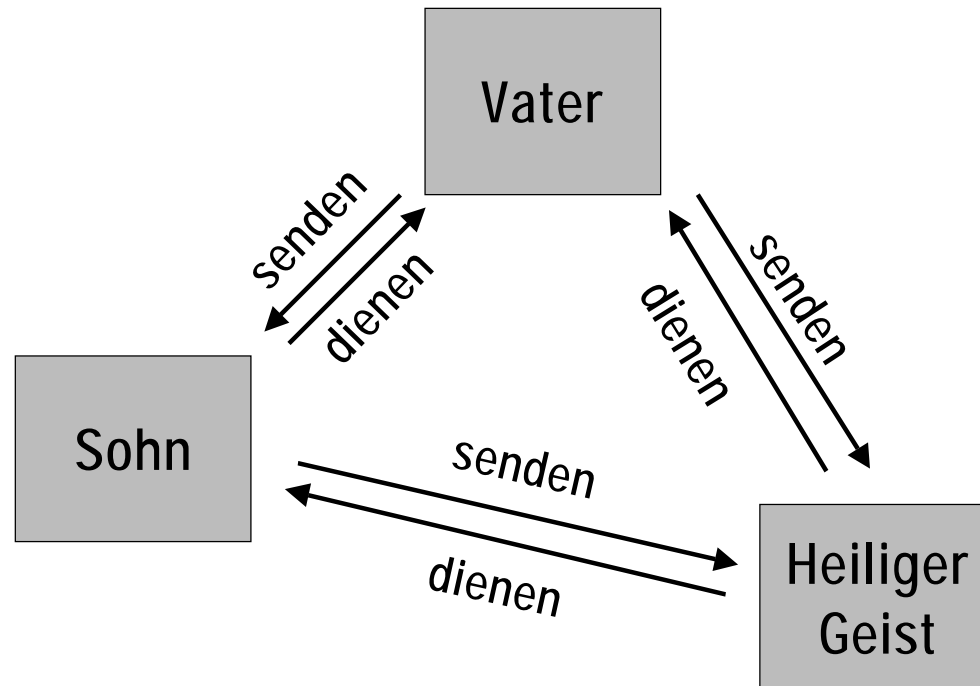 Vater
senden
dienen
senden
dienen
Sohn
senden
dienen
Heiliger
Geist